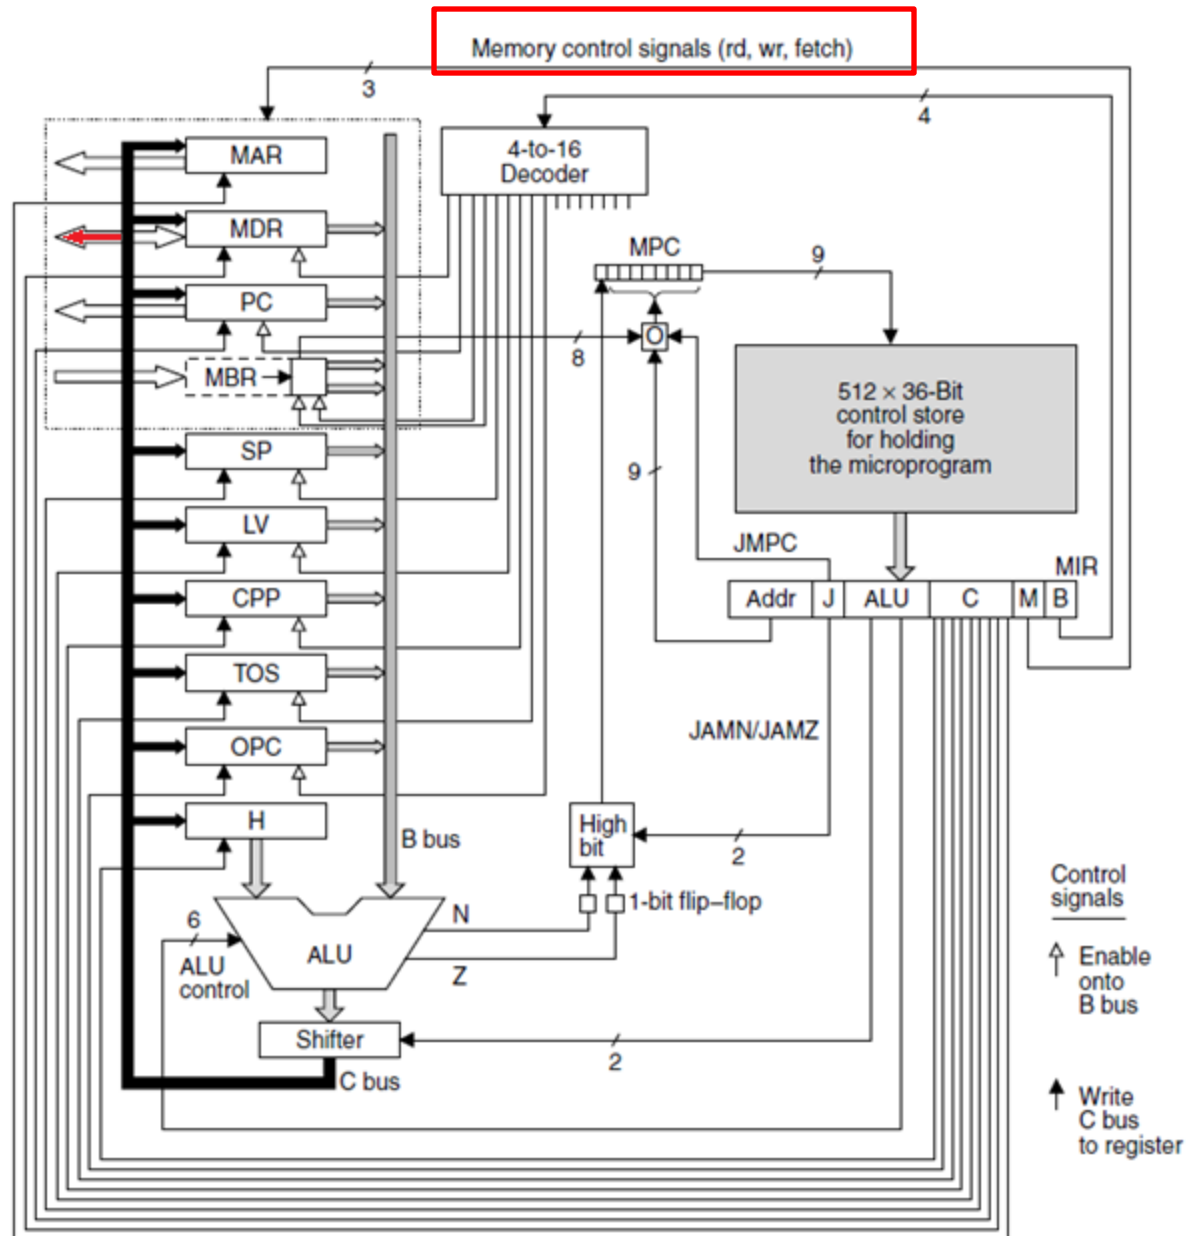 Memory control signals (rd, wr, fetch)
3
4
MAR
4-to-16
Decoder
MDR
MPC
9
PC
O
8
MBR
512 × 36-Bit
control store
for holding
the microprogram
SP
9
LV
JMPC
MIR
CPP
Addr J ALU C M B
TOS
JAMN/JAMZ
OPC
H
High
bit
B bus
2
Control
signals
1-bit flip–flop
N
6
ALU
ALU
control
Z
Enable
onto
B bus
Shifter
2
C bus
Write
C bus
to register